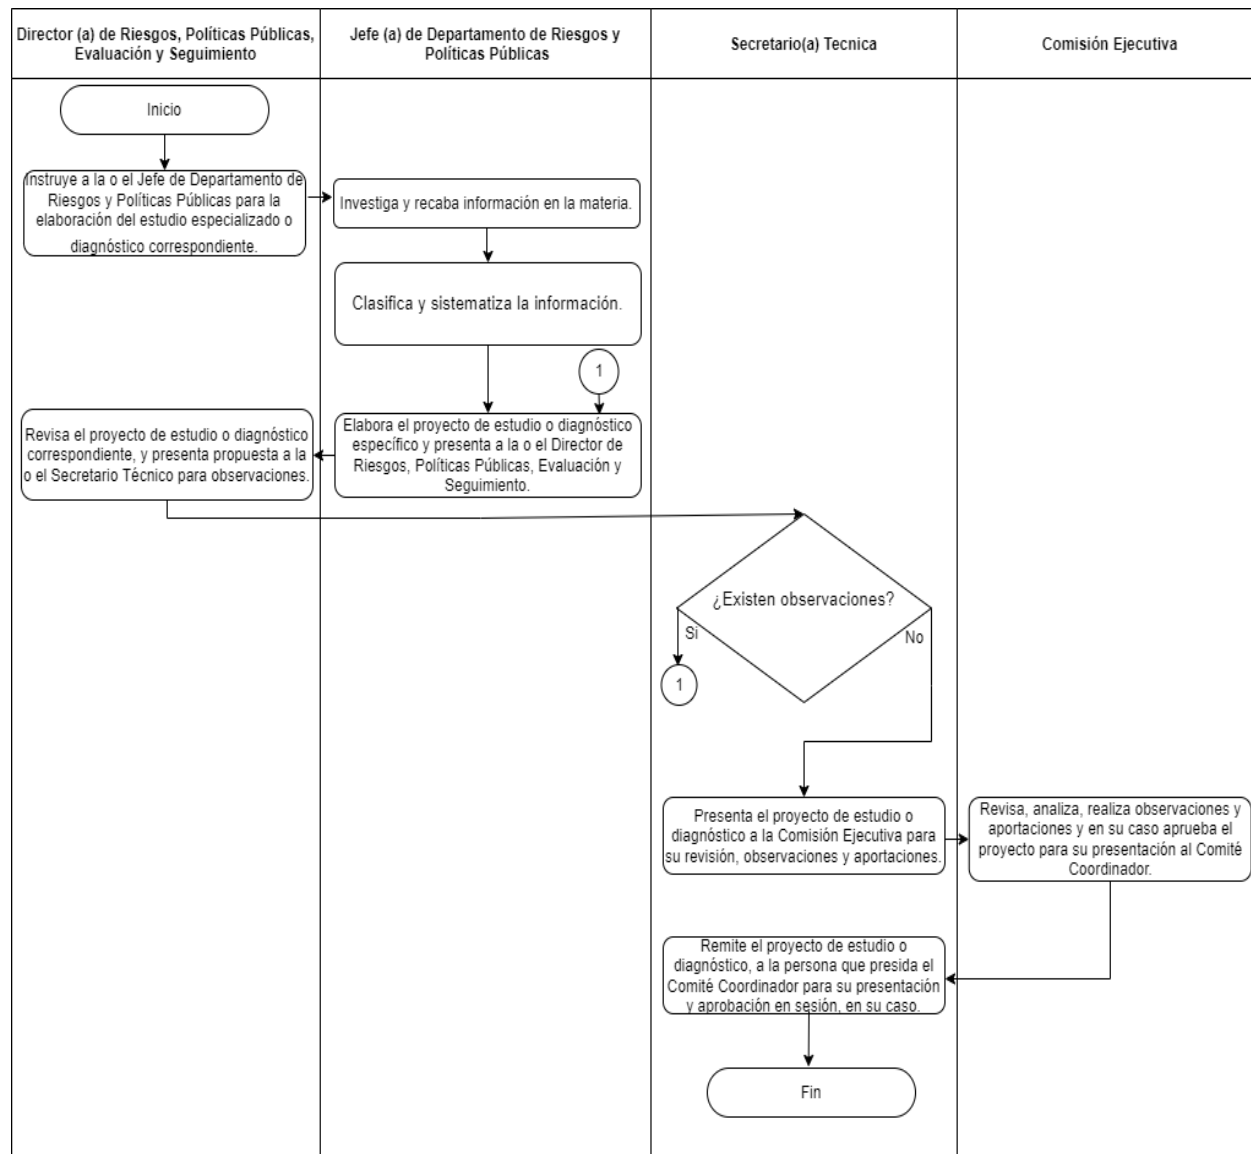 Director (a) de Riesgos, Políticas Públicas,
Evaluación y Seguimiento
Jefe (a) de Departamento de Riesgos y
Políticas Públicas
Secretario(a) Tecnica
Comisión Ejecutiva
Inicio
Instruye a la o el Jefe de Departamento de
Riesgos y Políticas Públicas para la
elaboración del estudio especializado o
diagnóstico correspondiente.
Investiga y recaba información en la materia.
Clasifica y sistematiza la información.
1
Elabora el proyecto de estudio o diagnóstico
específico y presenta a la o el Director de
Riesgos, Políticas Públicas, Evaluación y
Seguimiento.
Revisa el proyecto de estudio o diagnóstico
correspondiente, y presenta propuesta a la
o el Secretario Técnico para observaciones.
¿Existen observaciones?
Si
No
1
Presenta el proyecto de estudio o
diagnóstico a la Comisión Ejecutiva para
su revisión, observaciones y aportaciones.
Revisa, analiza, realiza observaciones y
aportaciones y en su caso aprueba el
proyecto para su presentación al Comité
Coordinador.
Remite el proyecto de estudio o
diagnóstico, a la persona que presida el
Comité Coordinador para su presentación
y aprobación en sesión, en su caso.
Fin